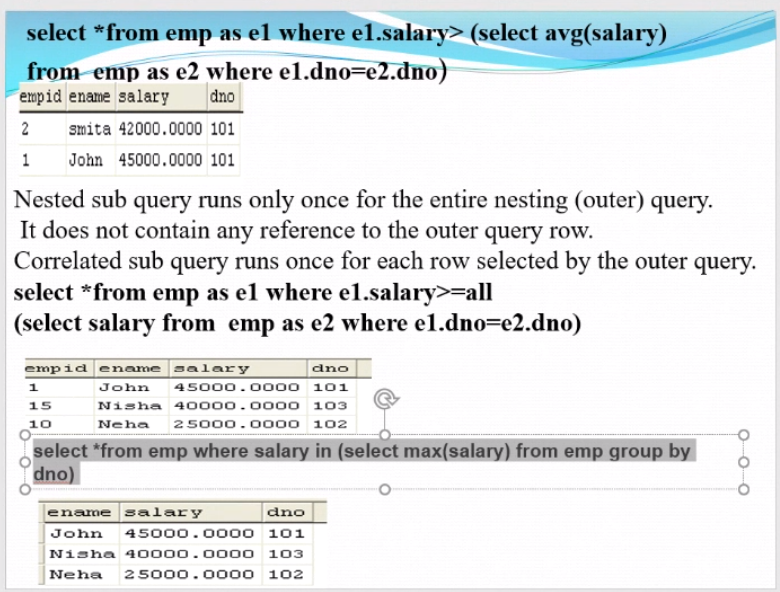 select *from emp as e1 where e1.salary> (select avg(salary)
from emp as e2 where e1.dno=e2.dno)
empid ename salary dno
2 smita 42000.0000 101
1 John 45000.0000 101
Nested sub query runs only once for the entire nesting (outer) query.
It does not contain any reference to the outer query row.
Correlated sub query runs once for each row selected by the outer query.
select *from emp as e1 where e1.salary>=all
(select salary from emp as e2 where e1.dno=e2.dno)
empid ename salary dno
1 John 45000.0000 101
15 Nisha 40000.0000 103
10 Neha 25000.0000 102
select *from emp where salary in (select max(salary) from emp group by
dno)
ename salary dno
John 45000.0000 101
Nisha 40000.0000 103
Neha 25000.0000 102